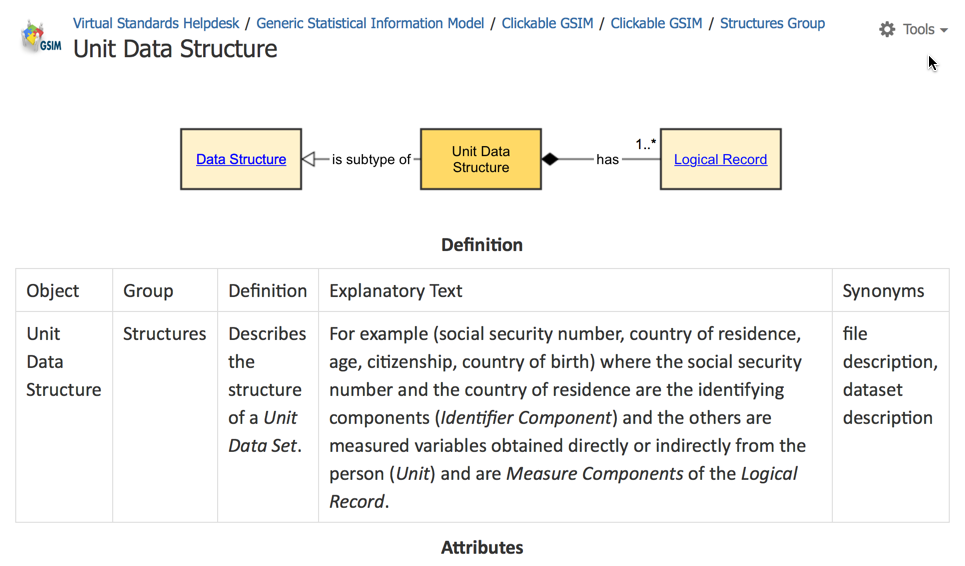 Virtual Standards Helpdesk / Generic Statistical Information Model / Clickable GSIM / Clickable GSIM / Structures Group
GSIM
Unit Data Structure
Tools
Data Structure
is subtype of
Unit Data
Structure
has
1..*
Logical Record
Definition
Object Group Definition Explanatory Text Synonyms
Unit
Data
Structure
Structures
Describes
the
structure
of a Unit
Data Set.
For example (social security number, country of residence,
age, citizenship, country of birth) where the social security
number and the country of residence are the identifying
components (Identifier Component) and the others are
measured variables obtained directly or indirectly from the
person (Unit) and are Measure Components of the Logical
Record.
file
description,
dataset
description
Attributes